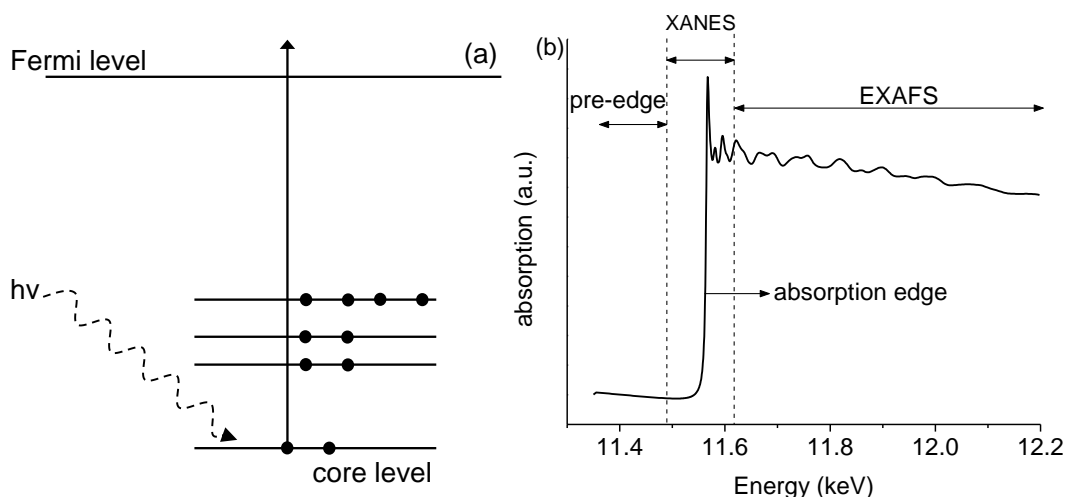 Fermi level
(a)
hν
core level
(b)
XANES
pre-edge
EXAFS
absorption edge
absorption (a.u.)
11.4 11.6 11.8 12.0 12.2
Energy (keV)